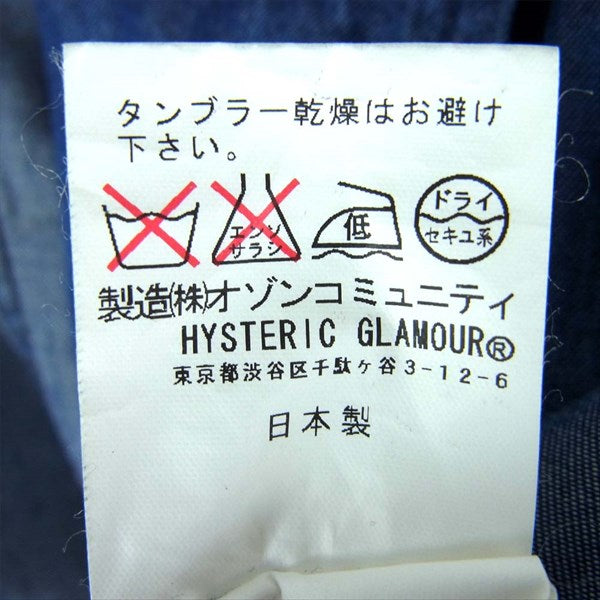 タンブラー乾燥はお避け
下さい。
エンソ
サラシ
低
ドライ
セキユ系
製造(株)オゾンコミュニティ
HYSTERIC GLAMOUR®
東京都渋谷区千駄ヶ谷3-12-6
日本製